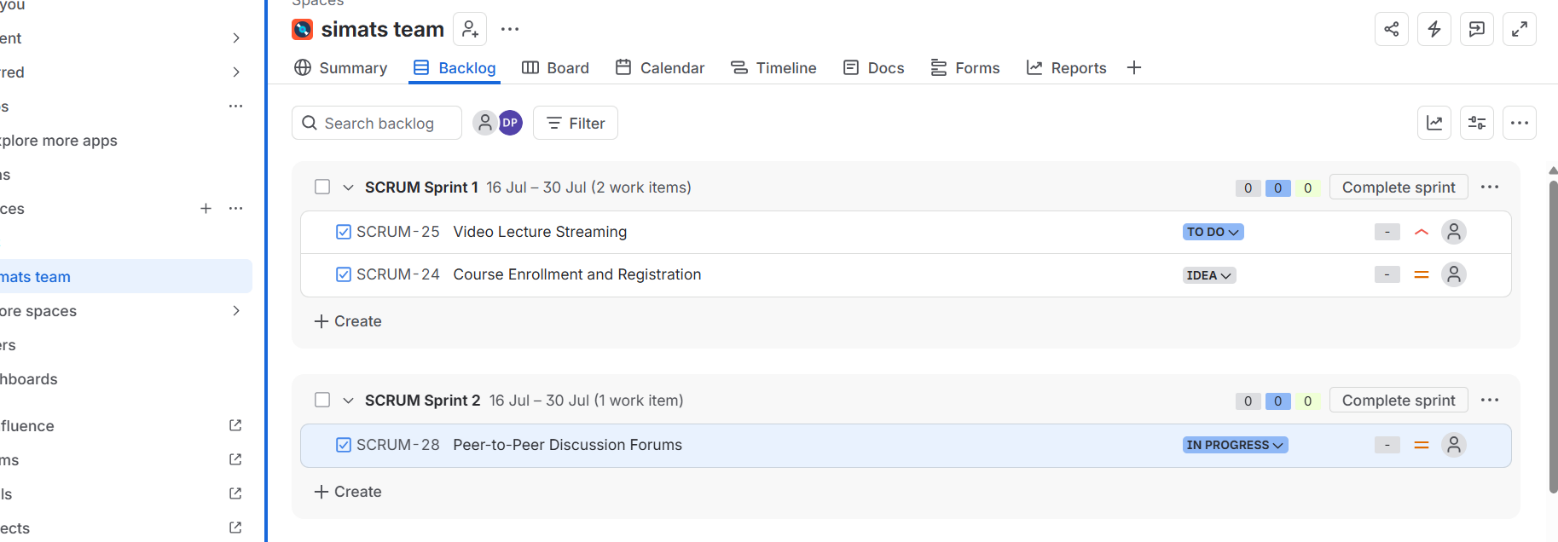 you
Spaces
simats team
ent
red
Summary Backlog Board Calendar Timeline Docs Forms Reports
s
xplore more apps
Search backlog DP Filter
ns
ces
SCRUM Sprint 1 16 Jul – 30 Jul (2 work items) 0 0 0 Complete sprint
SCRUM-25 Video Lecture Streaming TO DO -
mats team
SCRUM-24 Course Enrollment and Registration IDEA -
ore spaces
Create
ers
hboards
SCRUM Sprint 2 16 Jul – 30 Jul (1 work item) 0 0 0 Complete sprint
fluence
SCRUM-28 Peer-to-Peer Discussion Forums IN PROGRESS -
ms
ls
Create
ects